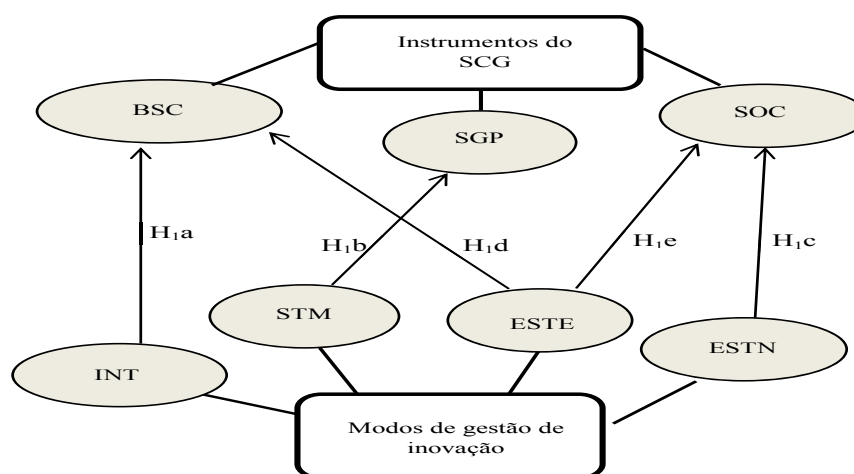 Instrumentos do
SCG
BSC
SGP
SOC
H₁a
H₁b
H₁d
H₁e
H₁c
STM
ESTE
ESTN
INT
Modos de gestão de
inovação